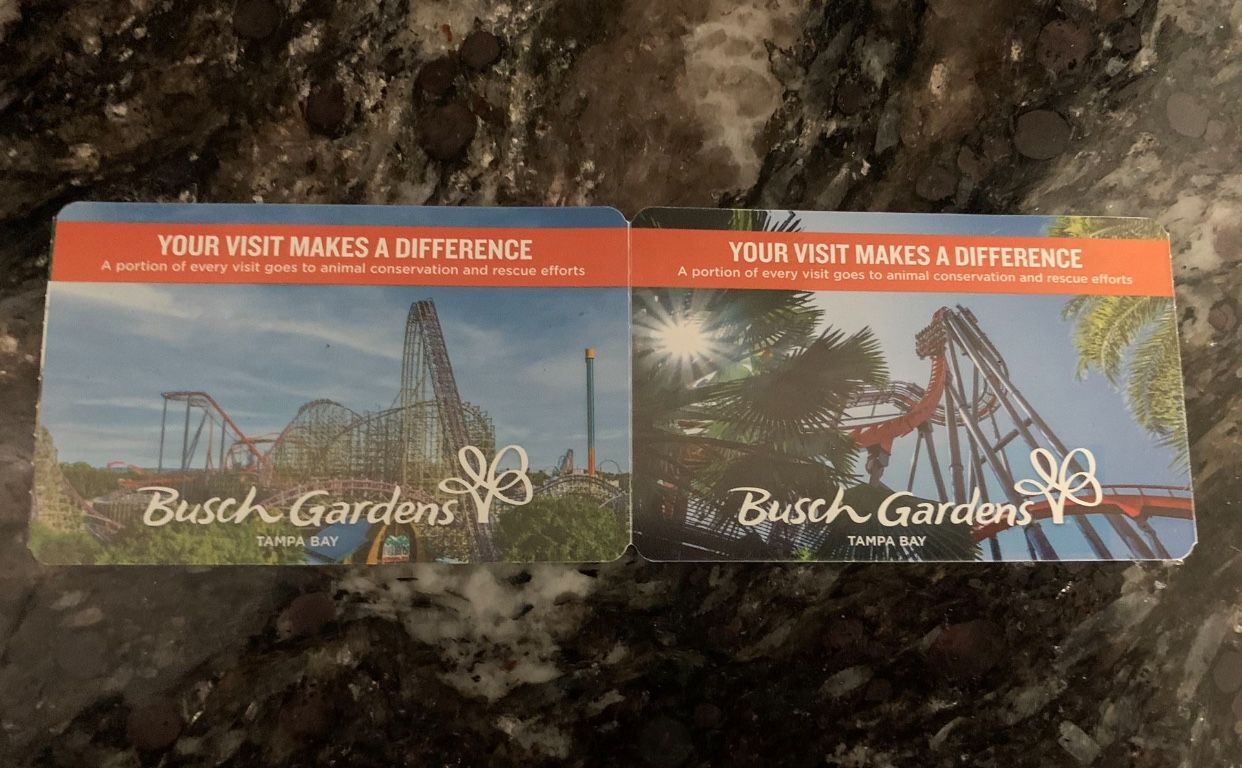 YOUR VISIT MAKES A DIFFERENCE
A portion of every visit goes to animal conservation and rescue efforts
Busch Gardens
TAMPA BAY
YOUR VISIT MAKES A DIFFERENCE
A portion of every visit goes to animal conservation and rescue efforts
Busch Gardens
TAMPA BAY